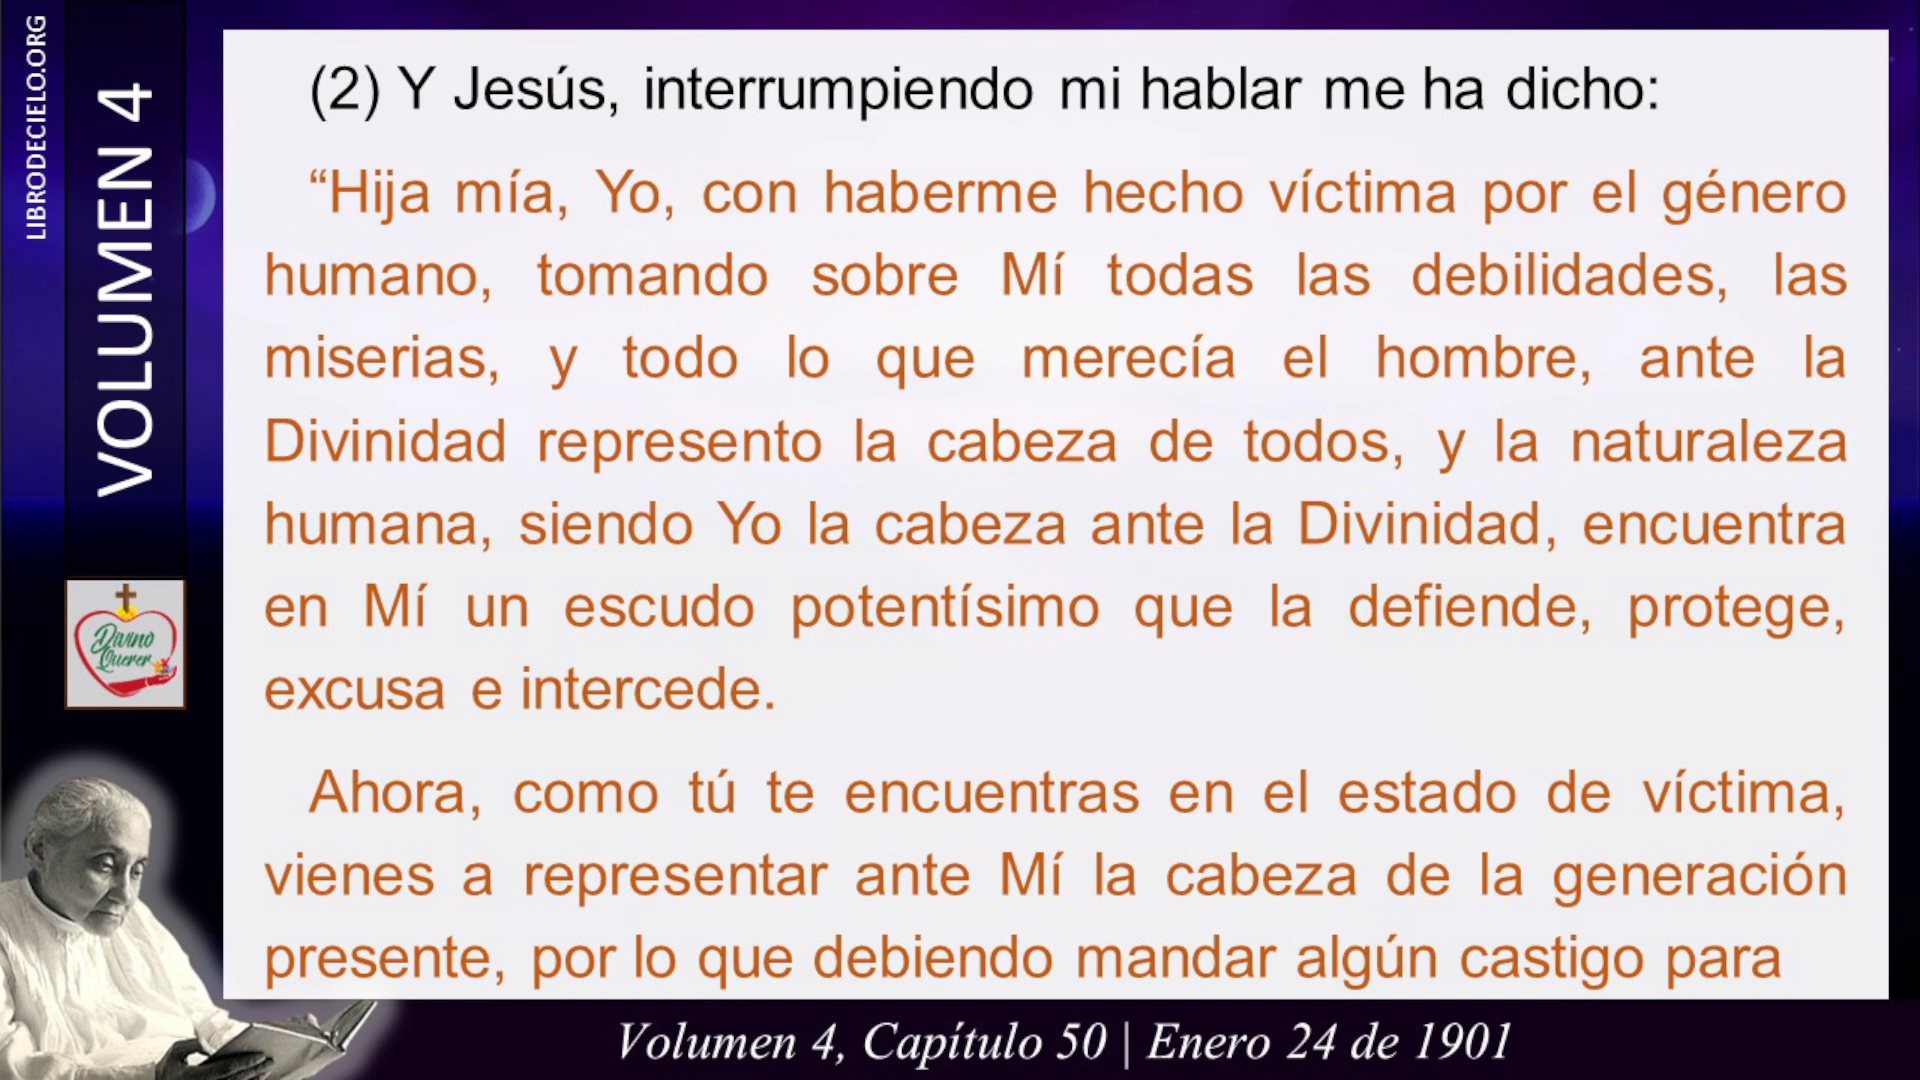 LIBRODECIELO.ORG
VOLUMEN 4
Divino
Querer
(2) Y Jesús, interrumpiendo mi hablar me ha dicho:
“Hija mía, Yo, con haberme hecho víctima por el género
humano, tomando sobre Mí todas las debilidades, las
miserias, y todo lo que merecía el hombre, ante la
Divinidad represento la cabeza de todos, y la naturaleza
humana, siendo Yo la cabeza ante la Divinidad, encuentra
en Mí un escudo potentísimo que la defiende, protege,
excusa e intercede.
Ahora, como tú te encuentras en el estado de víctima,
vienes a representar ante Mí la cabeza de la generación
presente, por lo que debiendo mandar algún castigo para
Volumen 4, Capítulo 50 | Enero 24 de 1901